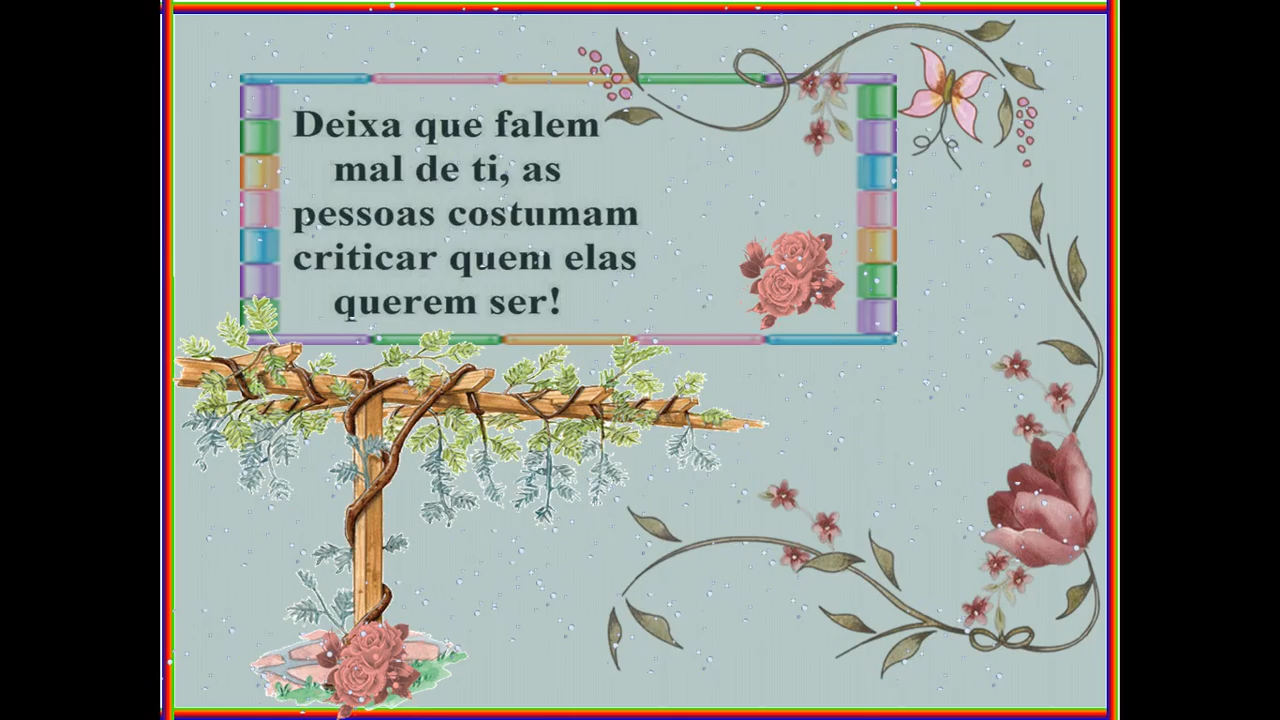 Deixa que falem
mal de ti, as
pessoas costumam
criticar quem elas
querem ser!